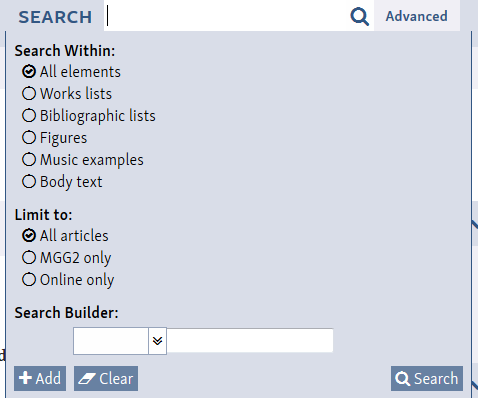 SEARCH Advanced
Search Within:
All elements
Works lists
Bibliographic lists
Figures
Music examples
Body text
Limit to:
All articles
MGG2 only
Online only
Search Builder:
d
Add Clear Search